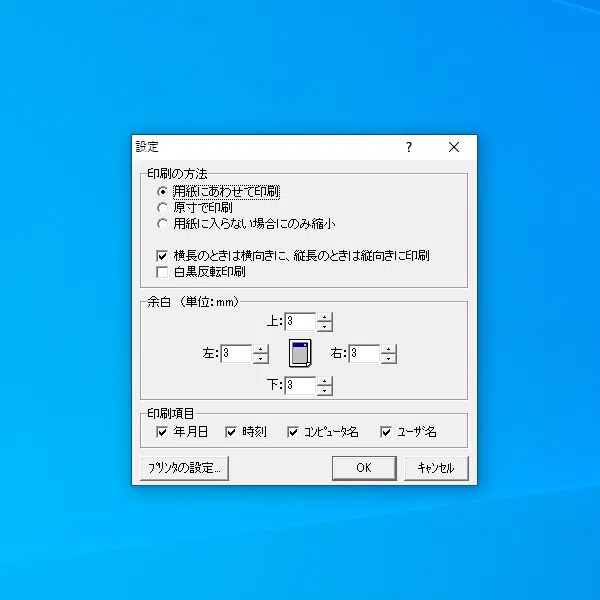 設定
印刷の方法
用紙にあわせて印刷
原寸で印刷
用紙に入らない場合にのみ縮小
横長のときは横向きに、縦長のときは縦向きに印刷
白黒反転印刷
余白（単位:mm）
上:3
左:3 右:3
下:3
印刷項目
年月日 時刻 ｺﾝﾋﾟｭｰﾀ名 ﾕｰｻﾞ名
ﾌﾟﾘﾝﾀの設定... OK ｷｬﾝｾﾙ